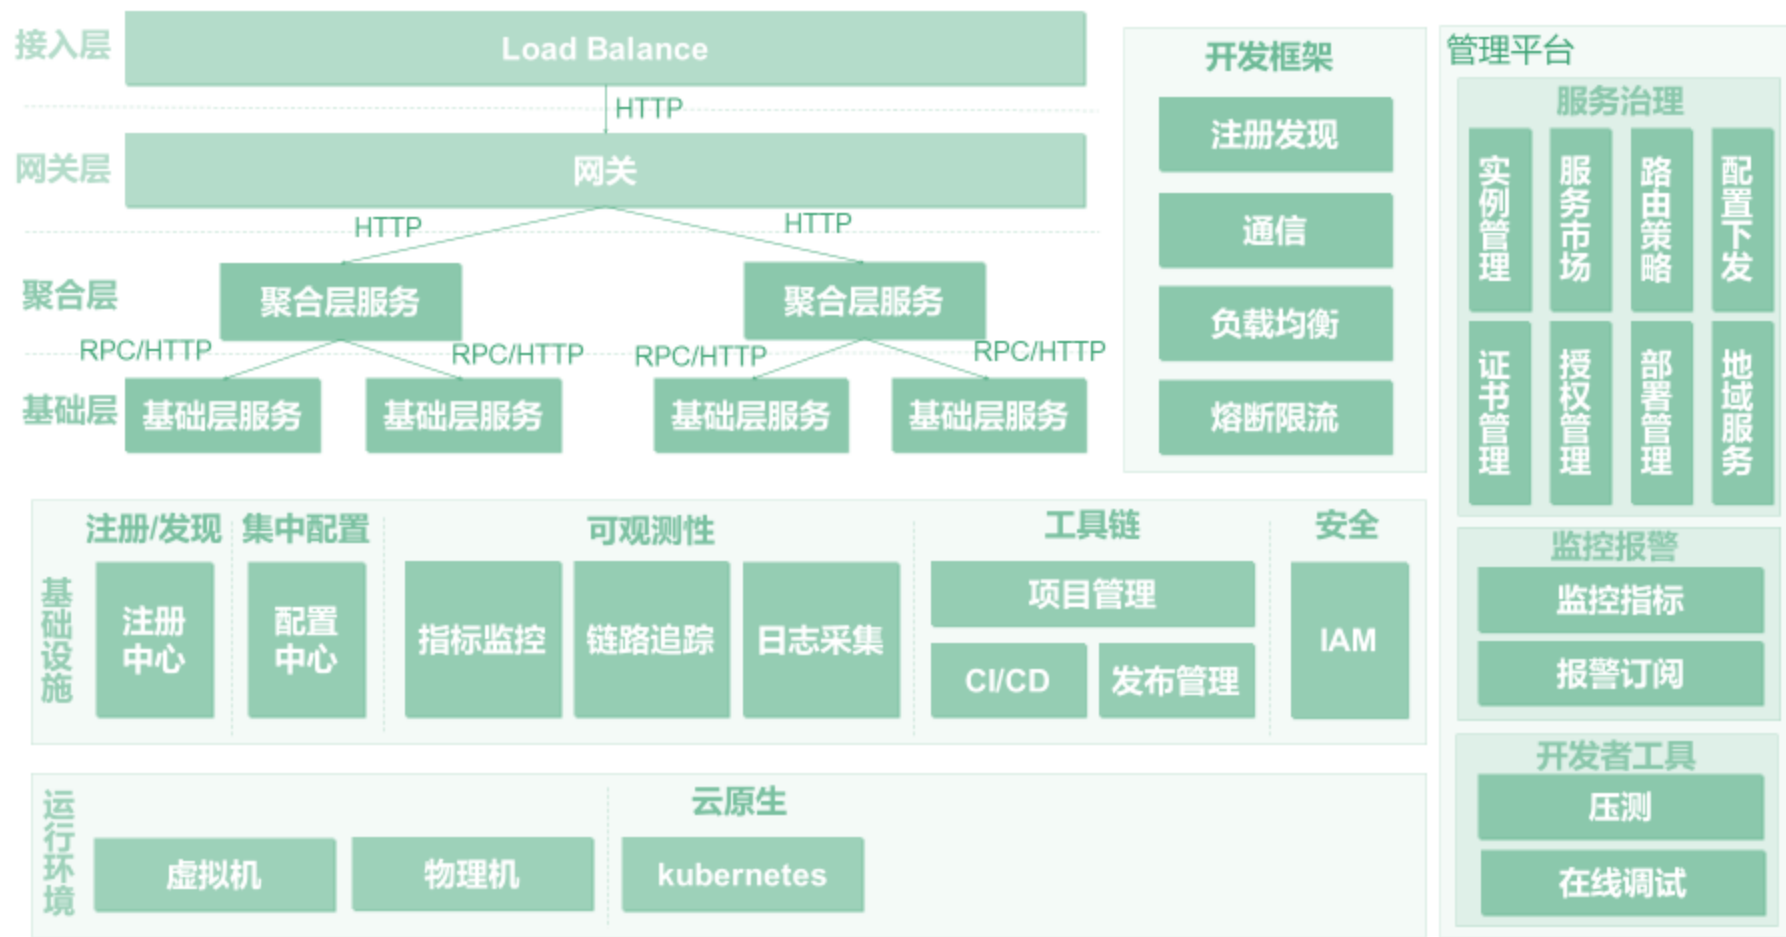 接入层
Load Balance
HTTP
网关层
网关
HTTP
HTTP
聚合层
聚合层服务
聚合层服务
RPC/HTTP
RPC/HTTP
RPC/HTTP
RPC/HTTP
基础层
基础层服务
基础层服务
基础层服务
基础层服务
开发框架
注册发现
通信
负载均衡
熔断限流
管理平台
服务治理
实例管理
服务市场
路由策略
配置下发
证书管理
授权管理
部署管理
地域服务
监控报警
监控指标
报警订阅
开发者工具
压测
在线调试
基础设施
注册/发现
注册
中心
集中配置
配置
中心
可观测性
指标监控
链路追踪
日志采集
工具链
项目管理
CI/CD
发布管理
安全
IAM
运行环境
虚拟机
物理机
云原生
kubernetes